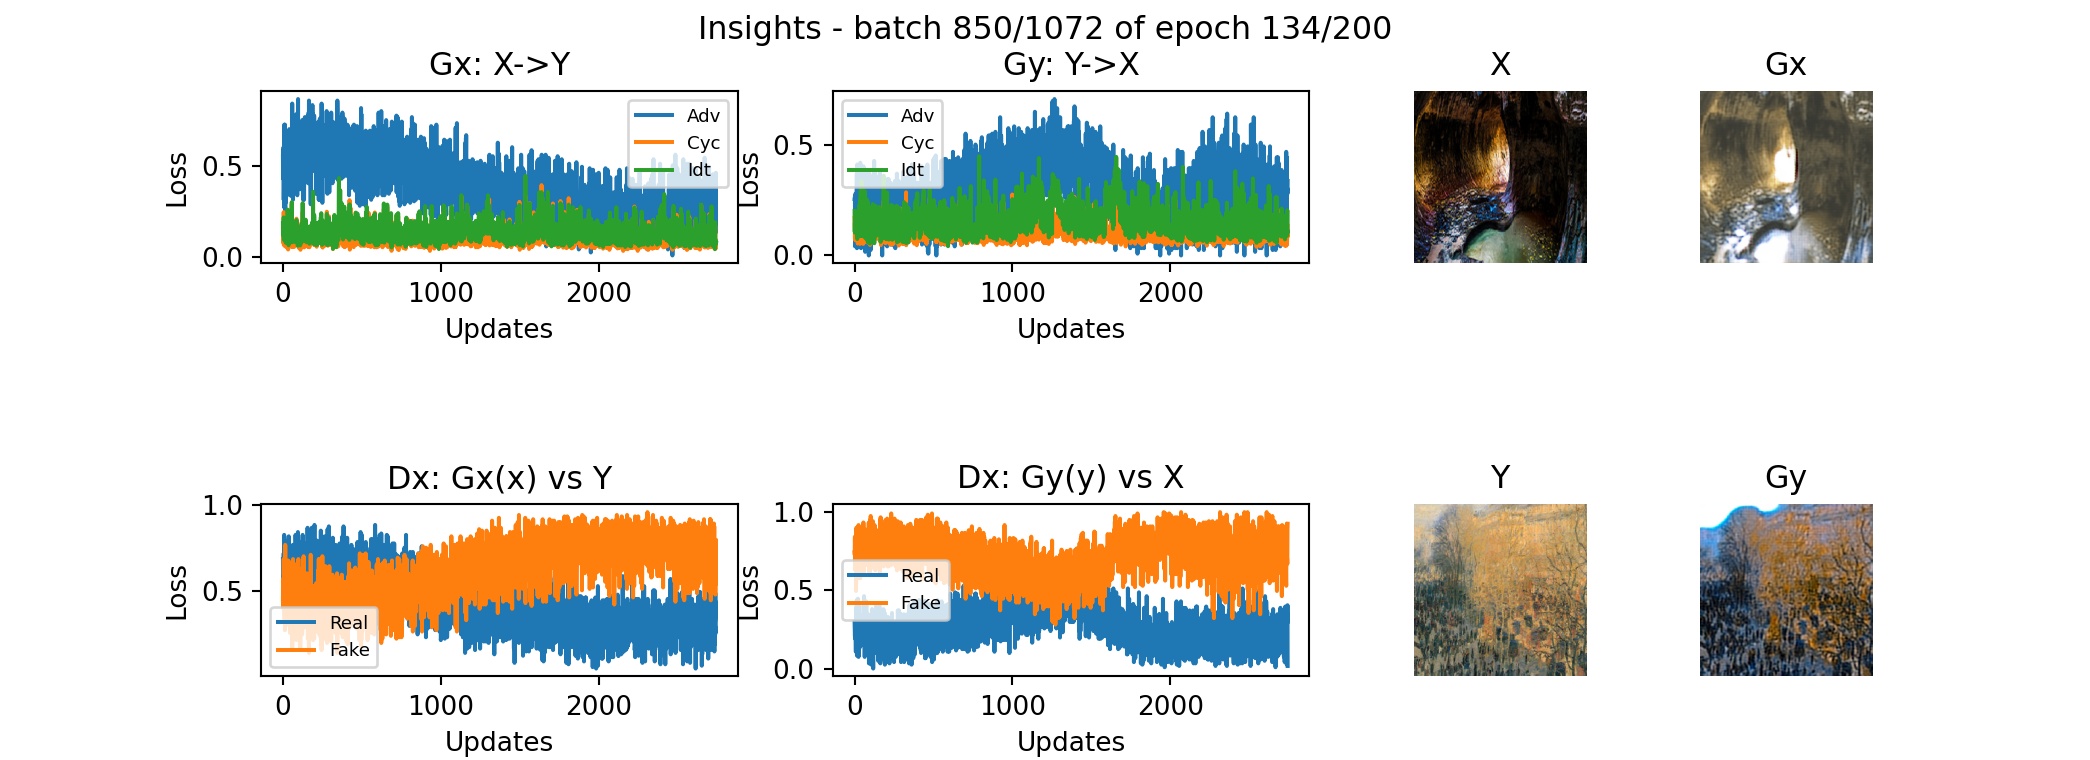 Insights - batch 850/1072 of epoch 134/200
Gx: X->Y
Loss
0.5
0.0
Adv
Cyc
Idt
0 1000 2000
Updates
Gy: Y->X
Loss
0.5
0.0
Adv
Cyc
Idt
0 1000 2000
Updates
X
Gx
Dx: Gx(x) vs Y
Loss
1.0
0.5
Real
Fake
0 1000 2000
Updates
Dx: Gy(y) vs X
Loss
1.0
0.5
0.0
Real
Fake
0 1000 2000
Updates
Y
Gy